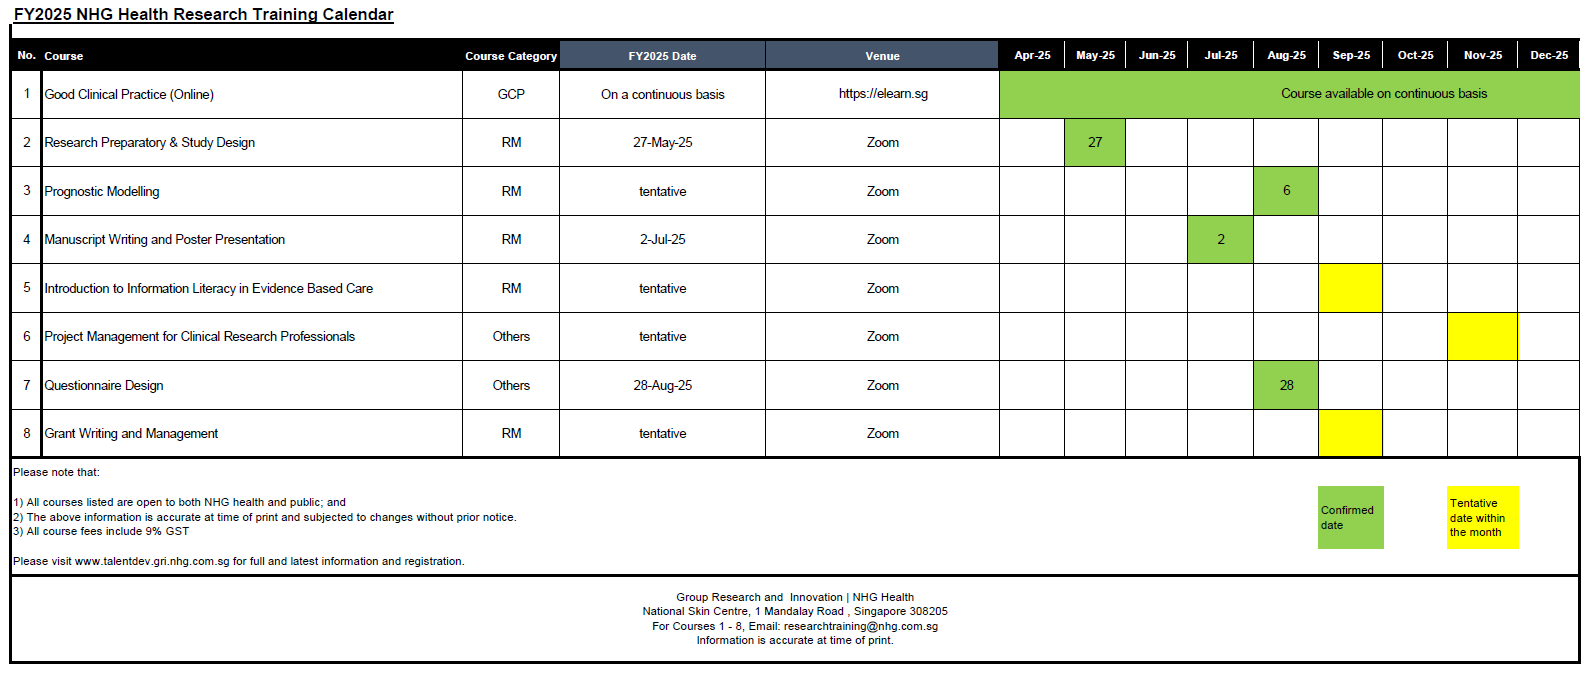 FY2025 NHG Health Research Training Calendar
No. Course Course Category FY2025 Date Venue Apr-25 May-25 Jun-25 Jul-25 Aug-25 Sep-25 Oct-25 Nov-25 Dec-25
1 Good Clinical Practice (Online) GCP On a continuous basis https://elearn.sg Course available on continuous basis
2 Research Preparatory & Study Design RM 27-May-25 Zoom 27
3 Prognostic Modelling RM tentative Zoom 6
4 Manuscript Writing and Poster Presentation RM 2-Jul-25 Zoom 2
5 Introduction to Information Literacy in Evidence Based Care RM tentative Zoom
6 Project Management for Clinical Research Professionals Others tentative Zoom
7 Questionnaire Design Others 28-Aug-25 Zoom 28
8 Grant Writing and Management RM tentative Zoom
Please note that:
1) All courses listed are open to both NHG health and public; and
2) The above information is accurate at time of print and subjected to changes without prior notice.
3) All course fees include 9% GST
Please visit www.talentdev.gri.nhg.com.sg for full and latest information and registration.
Confirmed
date
Tentative
date within
the month
Group Research and Innovation | NHG Health
National Skin Centre, 1 Mandalay Road , Singapore 308205
For Courses 1 - 8, Email: researchtraining@nhg.com.sg
Information is accurate at time of print.